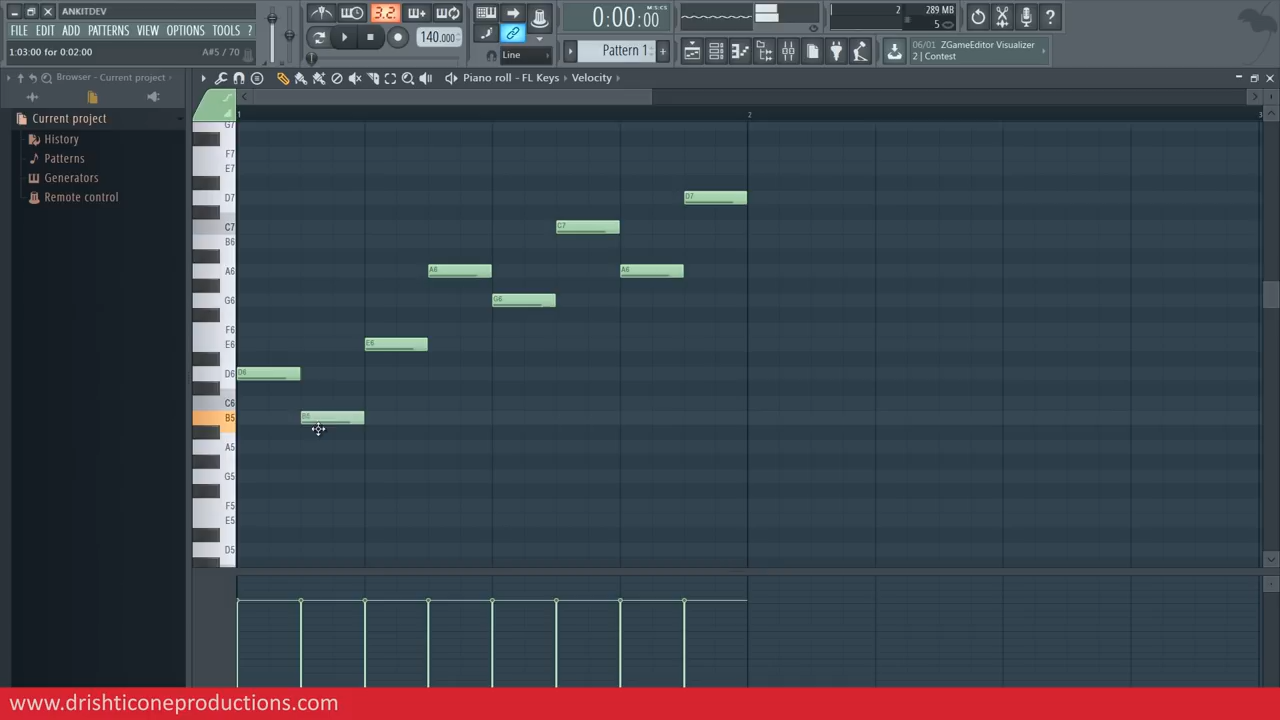 ANKITDEV
FILE EDIT ADD PATTERNS VIEW OPTIONS TOOLS ?
1:03:00 for 0:02:00 A#5 / 70
3.2
140.000
0:00:00
M:S:CS
Line
Pattern 1
2
289 MB
5
06/01 ZGameEditor Visualizer
2 | Contest
Browser - Current project
Piano roll - FL Keys
Velocity
Current project
History
Patterns
Generators
Remote control
1 2 3
G7
F7
E7
D7
D7
C7
C7
B6
A6
A6
A6
G6
G6
F6
E6
E6
D6
D6
C6
B5
B5
A5
G5
F5
E5
D5
www.drishticoneproductions.com